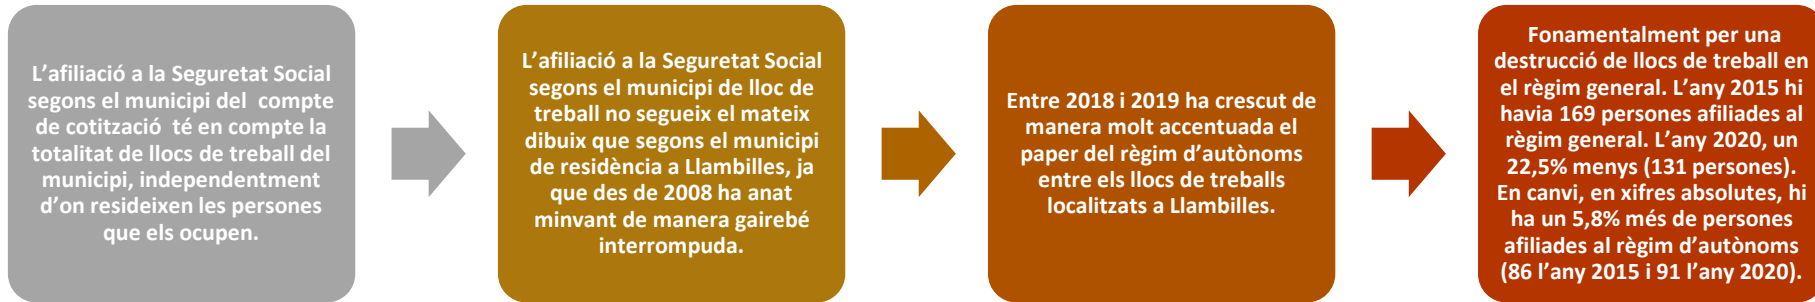 L’afiliació a la Seguretat Social
segons el municipi del  compte
de cotització  té en compte la
totalitat de llocs de treball del
municipi, independentment
d’on resideixen les persones
que els ocupen.
L’afiliació a la Seguretat Social
segons el municipi de lloc de
treball no segueix el mateix
dibuix que segons el municipi
de residència a Llambilles, ja
que des de 2008 ha anat
minvant de manera gairebé
interrompuda.
Entre 2018 i 2019 ha crescut de
manera molt accentuada el
paper del règim d’autònoms
entre els llocs de treballs
localitzats a Llambilles.
Fonamentalment per una
destrucció de llocs de treball en
el règim general. L’any 2015 hi
havia 169 persones afiliades al
règim general. L’any 2020, un
22,5% menys (131 persones).
En canvi, en xifres absolutes, hi
ha un 5,8% més de persones
afiliades al règim d’autònoms
(86 l’any 2015 i 91 l’any 2020).